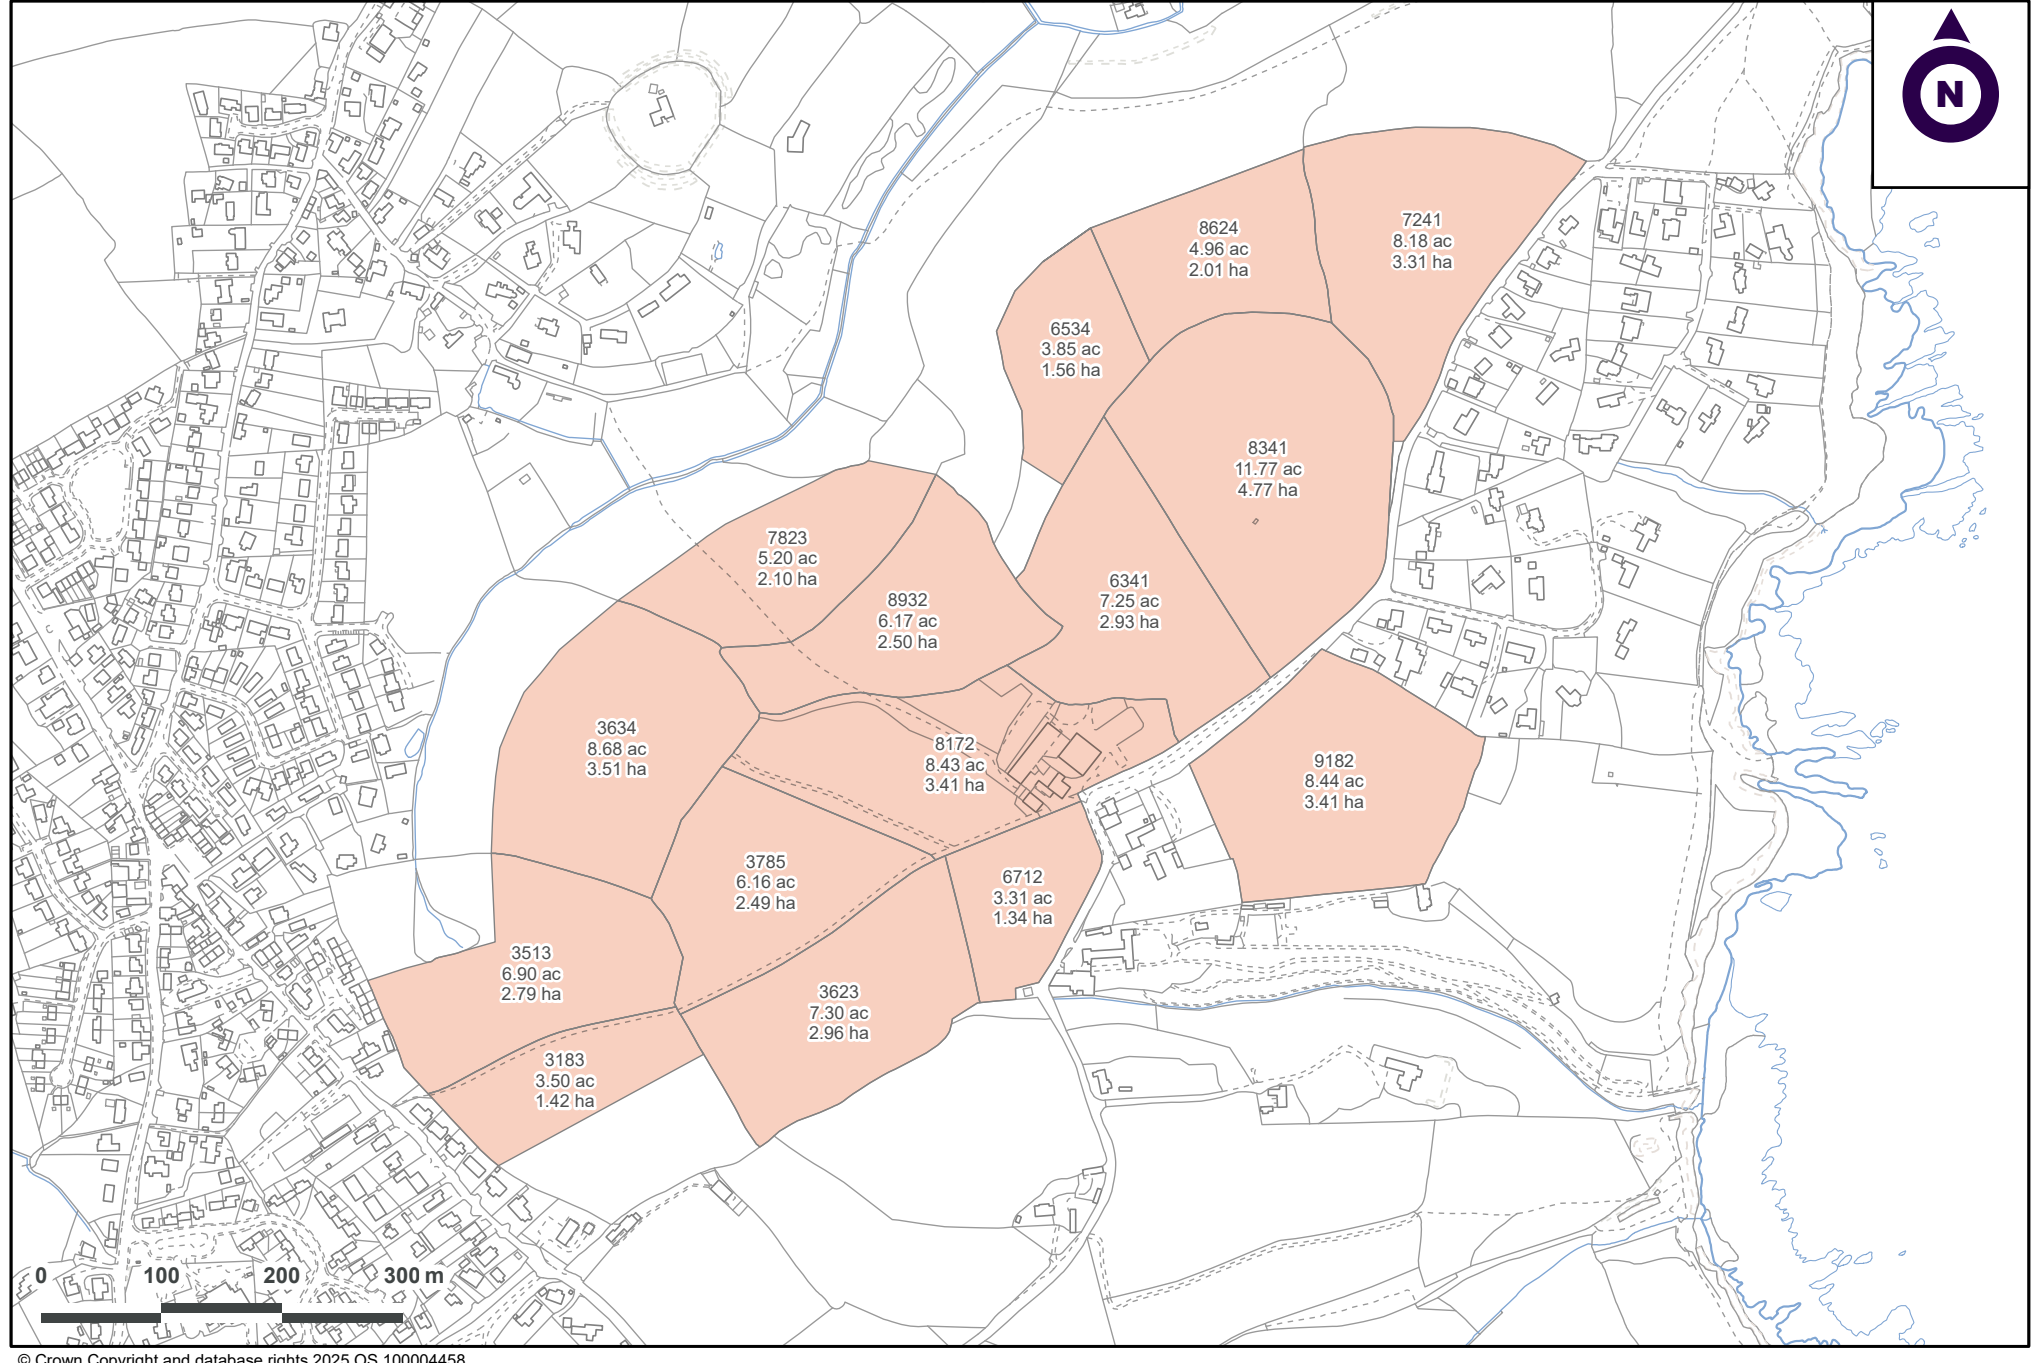 N
8624
4.96 ac
2.01 ha
7241
8.18 ac
3.31 ha
6534
3.85 ac
1.56 ha
8341
11.77 ac
4.77 ha
7823
5.20 ac
2.10 ha
8932
6.17 ac
2.50 ha
6341
7.25 ac
2.93 ha
3634
8.68 ac
3.51 ha
8172
8.43 ac
3.41 ha
9182
8.44 ac
3.41 ha
3785
6.16 ac
2.49 ha
6712
3.31 ac
1.34 ha
3513
6.90 ac
2.79 ha
3623
7.30 ac
2.96 ha
3183
3.50 ac
1.42 ha
0 100 200 300 m
© Crown Copyright and database rights 2025 OS 100004458